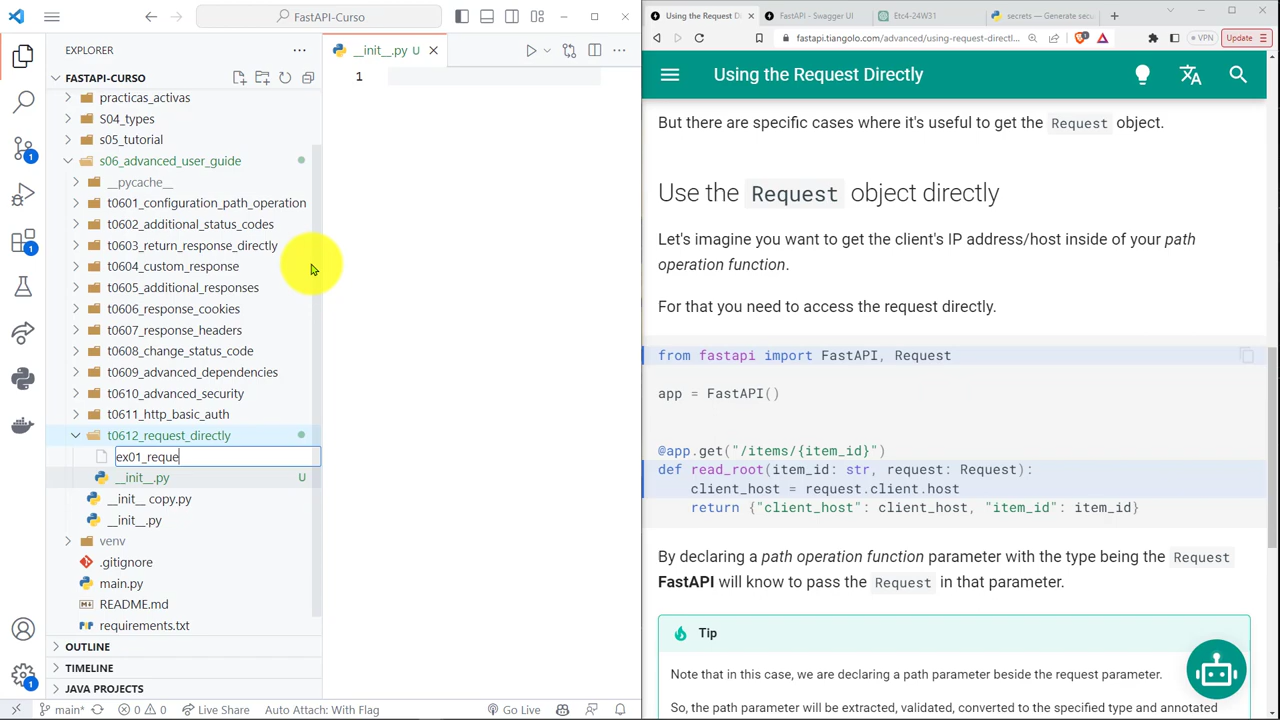 FastAPI-Curso
EXPLORER
FASTAPI-CURSO
practicas_activas
S04_types
s05_tutorial
s06_advanced_user_guide
__pycache__
t0601_configuration_path_operation
t0602_additional_status_codes
t0603_return_response_directly
t0604_custom_response
t0605_additional_responses
t0606_response_cookies
t0607_response_headers
t0608_change_status_code
t0609_advanced_dependencies
t0610_advanced_security
t0611_http_basic_auth
t0612_request_directly
ex01_reque
__init__.py U
__init__ copy.py
__init__.py
venv
.gitignore
main.py
README.md
requirements.txt
OUTLINE
TIMELINE
JAVA PROJECTS
1
1
1
main*
0 0
Live Share
Auto Attach: With Flag
Go Live
__init__.py U
1
Using the Request D
FastAPI - Swagger UI
Etc4-24W31
secrets — Generate secu
fastapi.tiangolo.com/advanced/using-request-directl...
VPN
Update
Using the Request Directly
But there are specific cases where it's useful to get the Request object.
Use the Request object directly
Let's imagine you want to get the client's IP address/host inside of your path
operation function.
For that you need to access the request directly.
from fastapi import FastAPI, Request
app = FastAPI()
@app.get("/items/{item_id}")
def read_root(item_id: str, request: Request):
client_host = request.client.host
return {"client_host": client_host, "item_id": item_id}
By declaring a path operation function parameter with the type being the Request
FastAPI will know to pass the Request in that parameter.
Tip
Note that in this case, we are declaring a path parameter beside the request parameter.
So, the path parameter will be extracted, validated, converted to the specified type and annotated